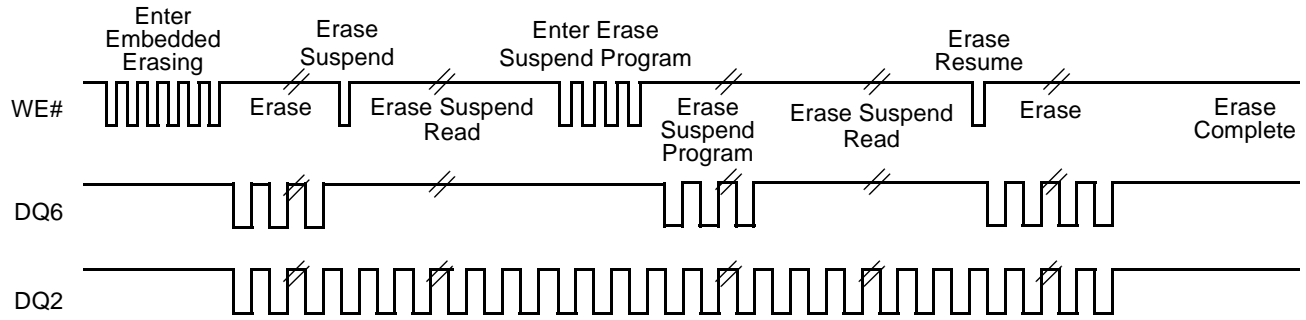 Enter
Embedded
Erasing
Erase
Suspend
Enter Erase
Suspend Program
Erase
Resume
WE#
Erase
Erase Suspend
Read
Erase
Suspend
Program
Erase Suspend
Read
Erase
Erase
Complete
DQ6
DQ2